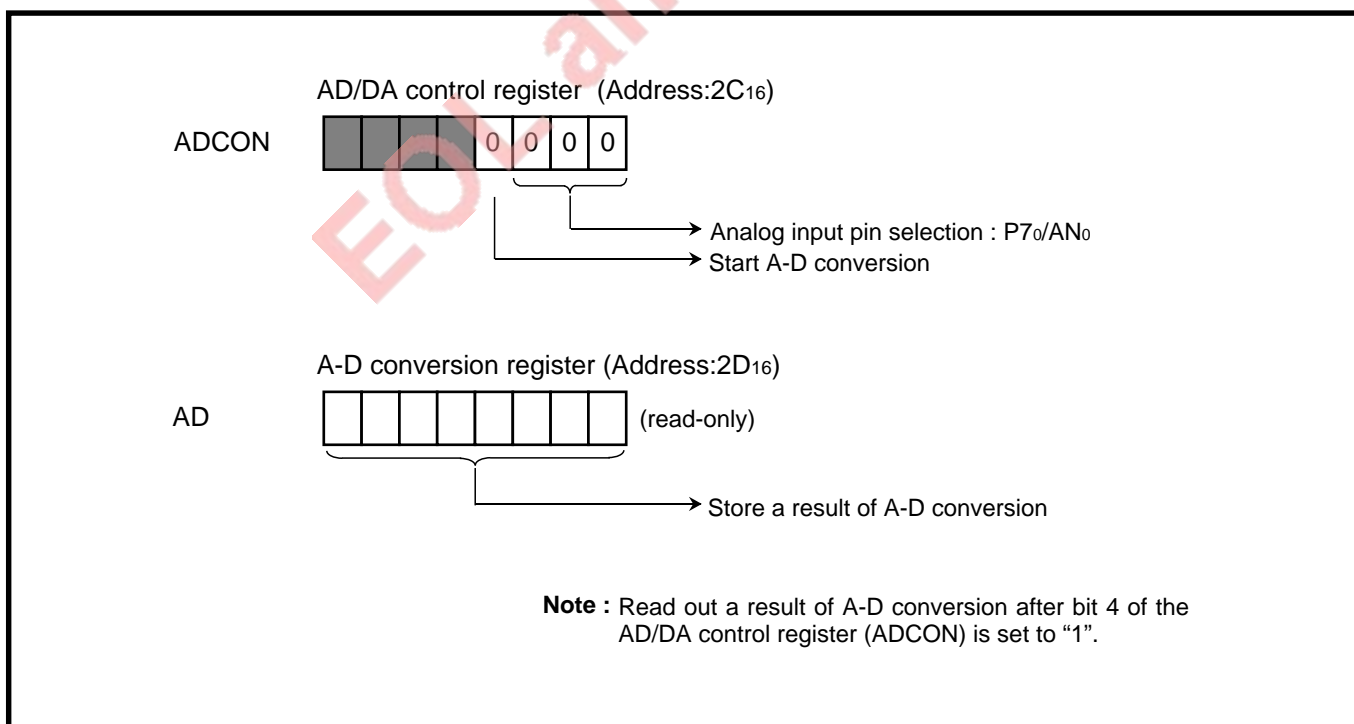 EOL an
AD/DA control register (Address:2C16)
ADCON
0 0 0 0
Analog input pin selection : P70/AN0
Start A-D conversion
A-D conversion register (Address:2D16)
AD
(read-only)
Store a result of A-D conversion
Note : Read out a result of A-D conversion after bit 4 of the
AD/DA control register (ADCON) is set to “1”.